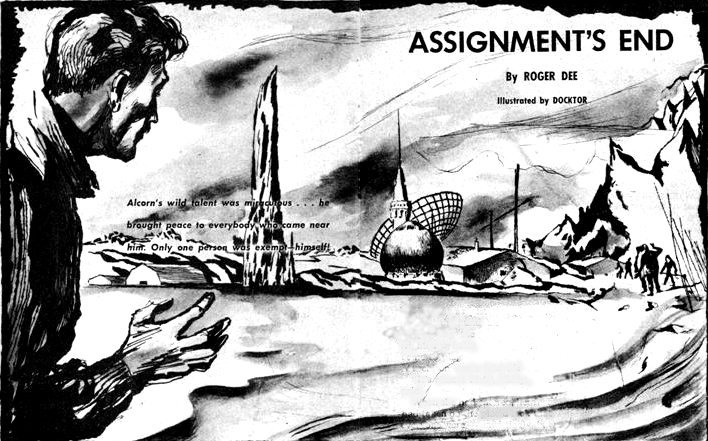 ASSIGNMENT'S END
By ROGER DEE
Illustrated by DOCKTOR
Alcorn's wild talent was miraculous . . . he
brought peace to everybody who came near
him. Only one person was exempt—himself!